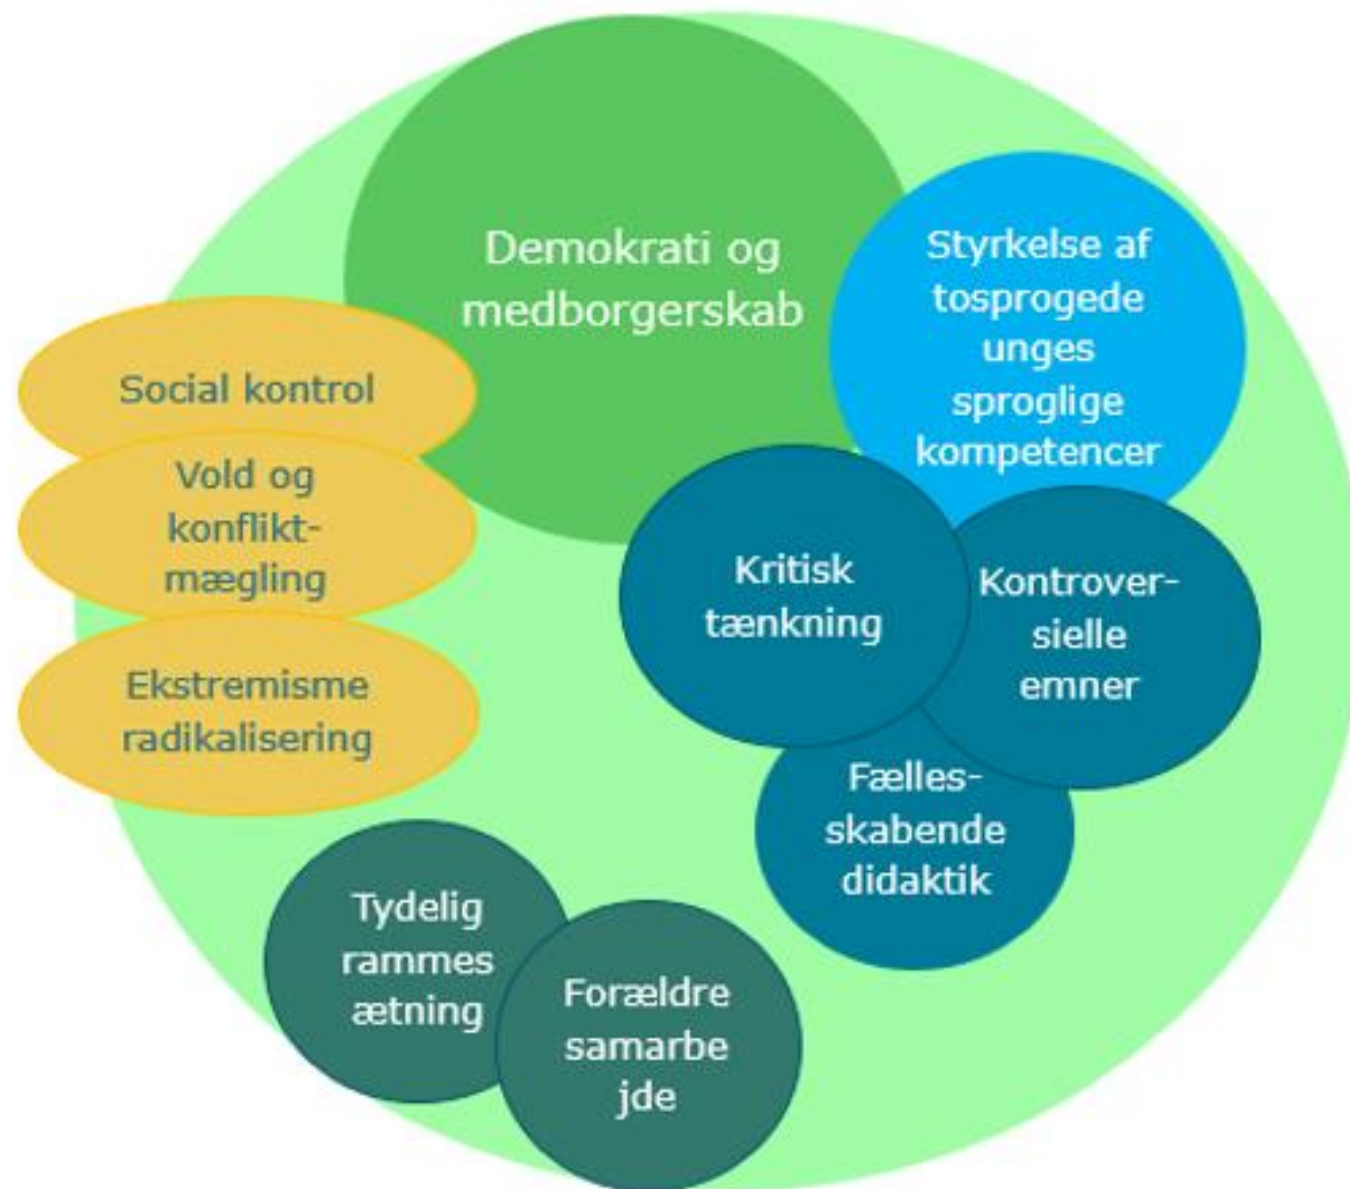 Demokrati og
medborgerskab
Styrkelse af
tosprogede
unges
sproglige
kompetencer
Social kontrol
Vold og
konflikt-
mægling
Ekstremisme
radikalisering
Kritisk
tænkning
Kontrover-
sielle
emner
Fælles-
skabende
didaktik
Tydelig
rammes
ætning
Forældre
samarbe
jde